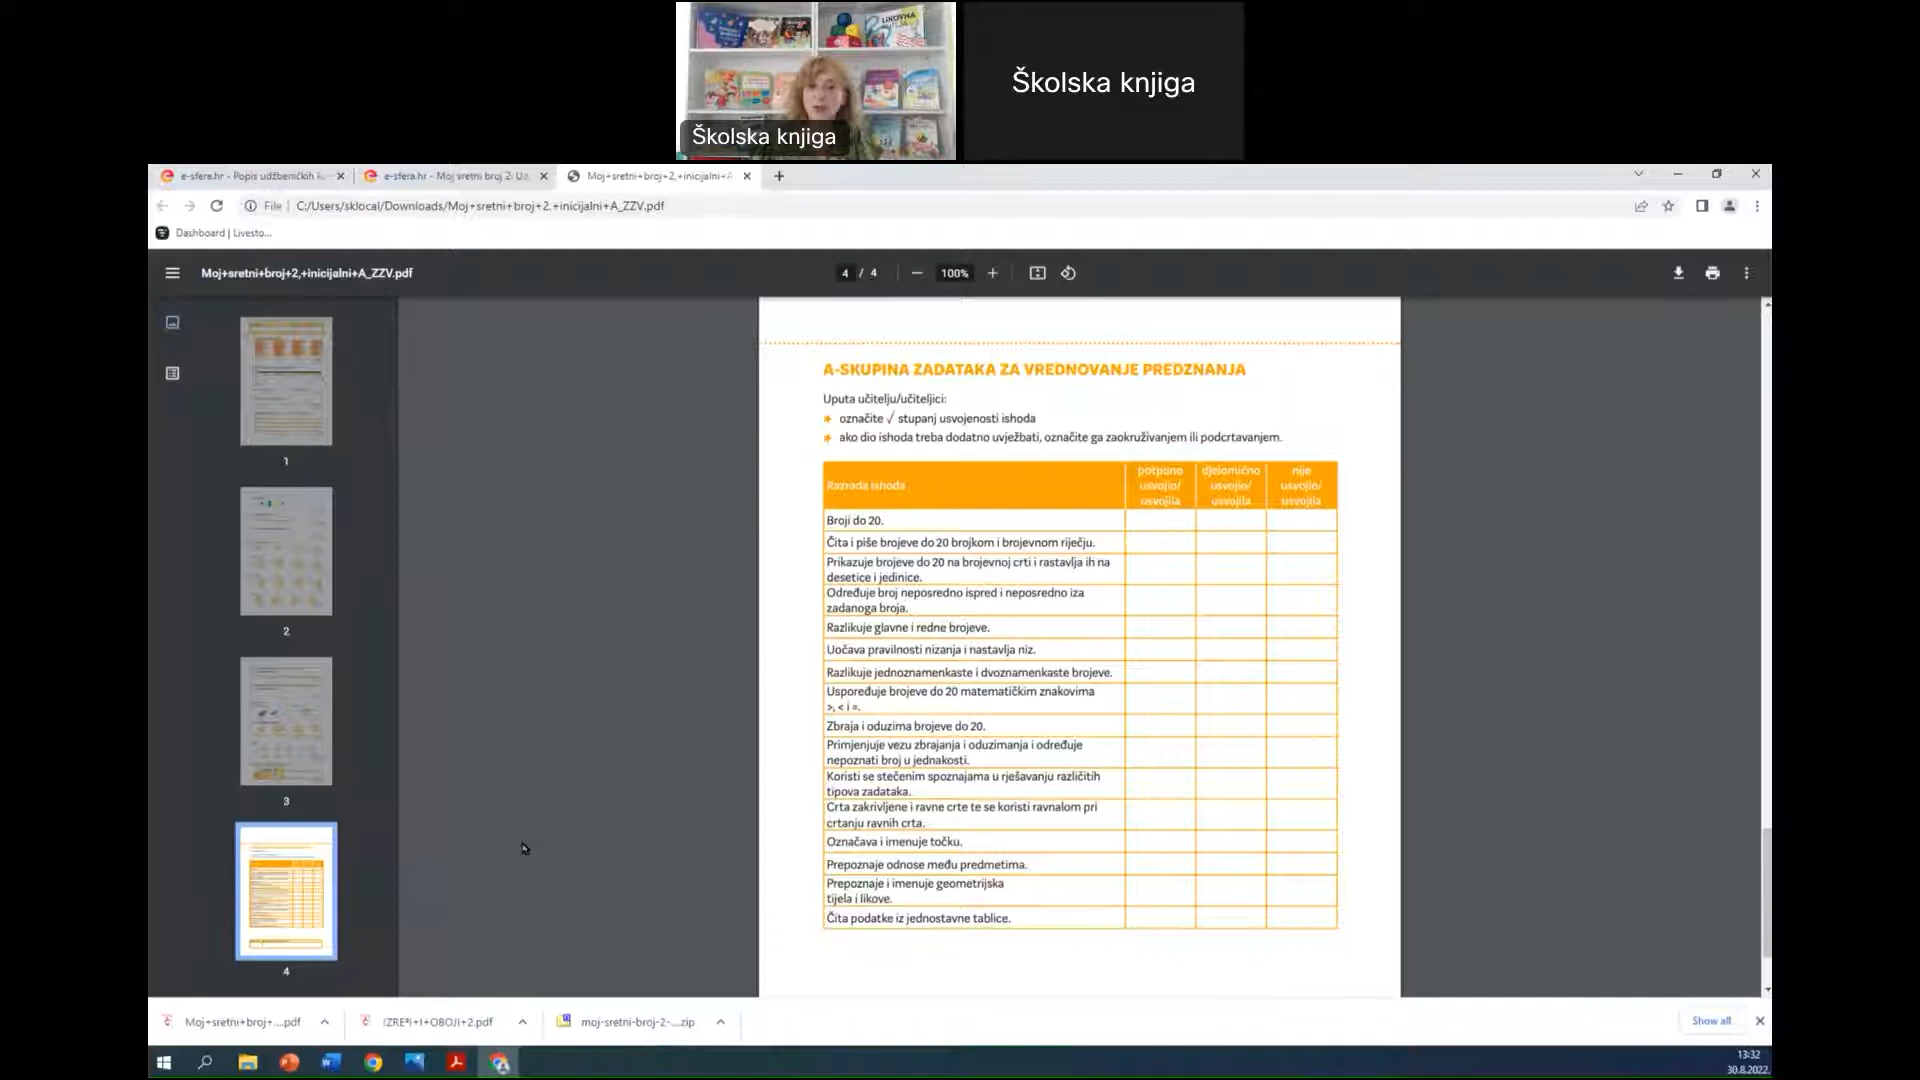 LIKOVNA
Školska knjiga
Školska knjiga
e-sfera.hr - Popis udžbeničkih k
e-sfera.hr - Moj sretni broj 2: Ud
Moj+sretni+broj+2,+inicijalni+A
File | C:/Users/sklocal/Downloads/Moj+sretni+broj+2,+inicijalni+A_ZZV.pdf
Dashboard | Livesto...
Moj+sretni+broj+2,+inicijalni+A_ZZV.pdf
4 / 4
100%
1
2
3
4
A-SKUPINA ZADATAKA ZA VREDNOVANJE PREDZNANJA
Uputa učitelju/učiteljici:
označite √ stupanj usvojenosti ishoda
ako dio ishoda treba dodatno uvježbati, označite ga zaokruživanjem ili podcrtavanjem.
Razrada ishoda
potpuno usvojio/ usvojila
djelomično usvojio/ usvojila
nije usvojio/ usvojila
Broji do 20.
Čita i piše brojeve do 20 brojkom i brojevnom riječju.
Prikazuje brojeve do 20 na brojevnoj crti i rastavlja ih na
desetice i jedinice.
Određuje broj neposredno ispred i neposredno iza
zadanoga broja.
Razlikuje glavne i redne brojeve.
Uočava pravilnosti nizanja i nastavlja niz.
Razlikuje jednoznamenkaste i dvoznamenkaste brojeve.
Uspoređuje brojeve do 20 matematičkim znakovima
>, < i =.
Zbraja i oduzima brojeve do 20.
Primjenjuje vezu zbrajanja i oduzimanja i određuje
nepoznati broj u jednakosti.
Koristi se stečenim spoznajama u rješavanju različitih
tipova zadataka.
Crta zakrivljene i ravne crte te se koristi ravnalom pri
crtanju ravnih crta.
Označava i imenuje točku.
Prepoznaje odnose među predmetima.
Prepoznaje i imenuje geometrijska
tijela i likove.
Čita podatke iz jednostavne tablice.
Moj+sretni+broj+....pdf
!ZREªI+I+OBOJI+2.pdf
moj-sretni-broj-2-....zip
Show all
13:32
30.8.2022.